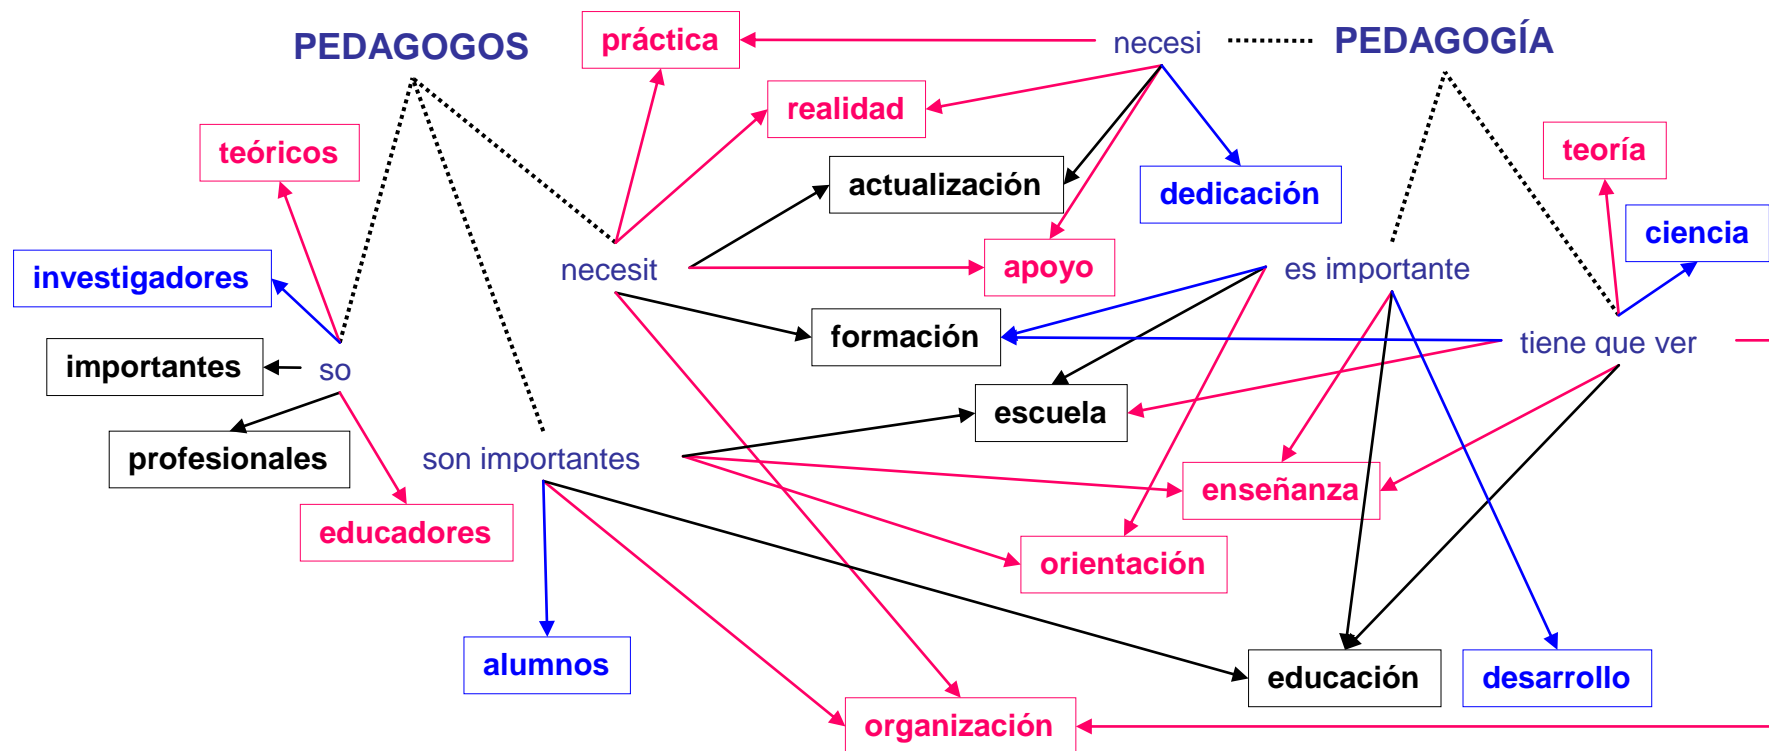 PEDAGOGOS
práctica
necesi
PEDAGOGÍA
realidad
teóricos
teoría
actualización
dedicación
ciencia
investigadores
necesit
apoyo
es importante
formación
tiene que ver
importantes
so
escuela
profesionales
son importantes
enseñanza
educadores
orientación
alumnos
educación
desarrollo
organización